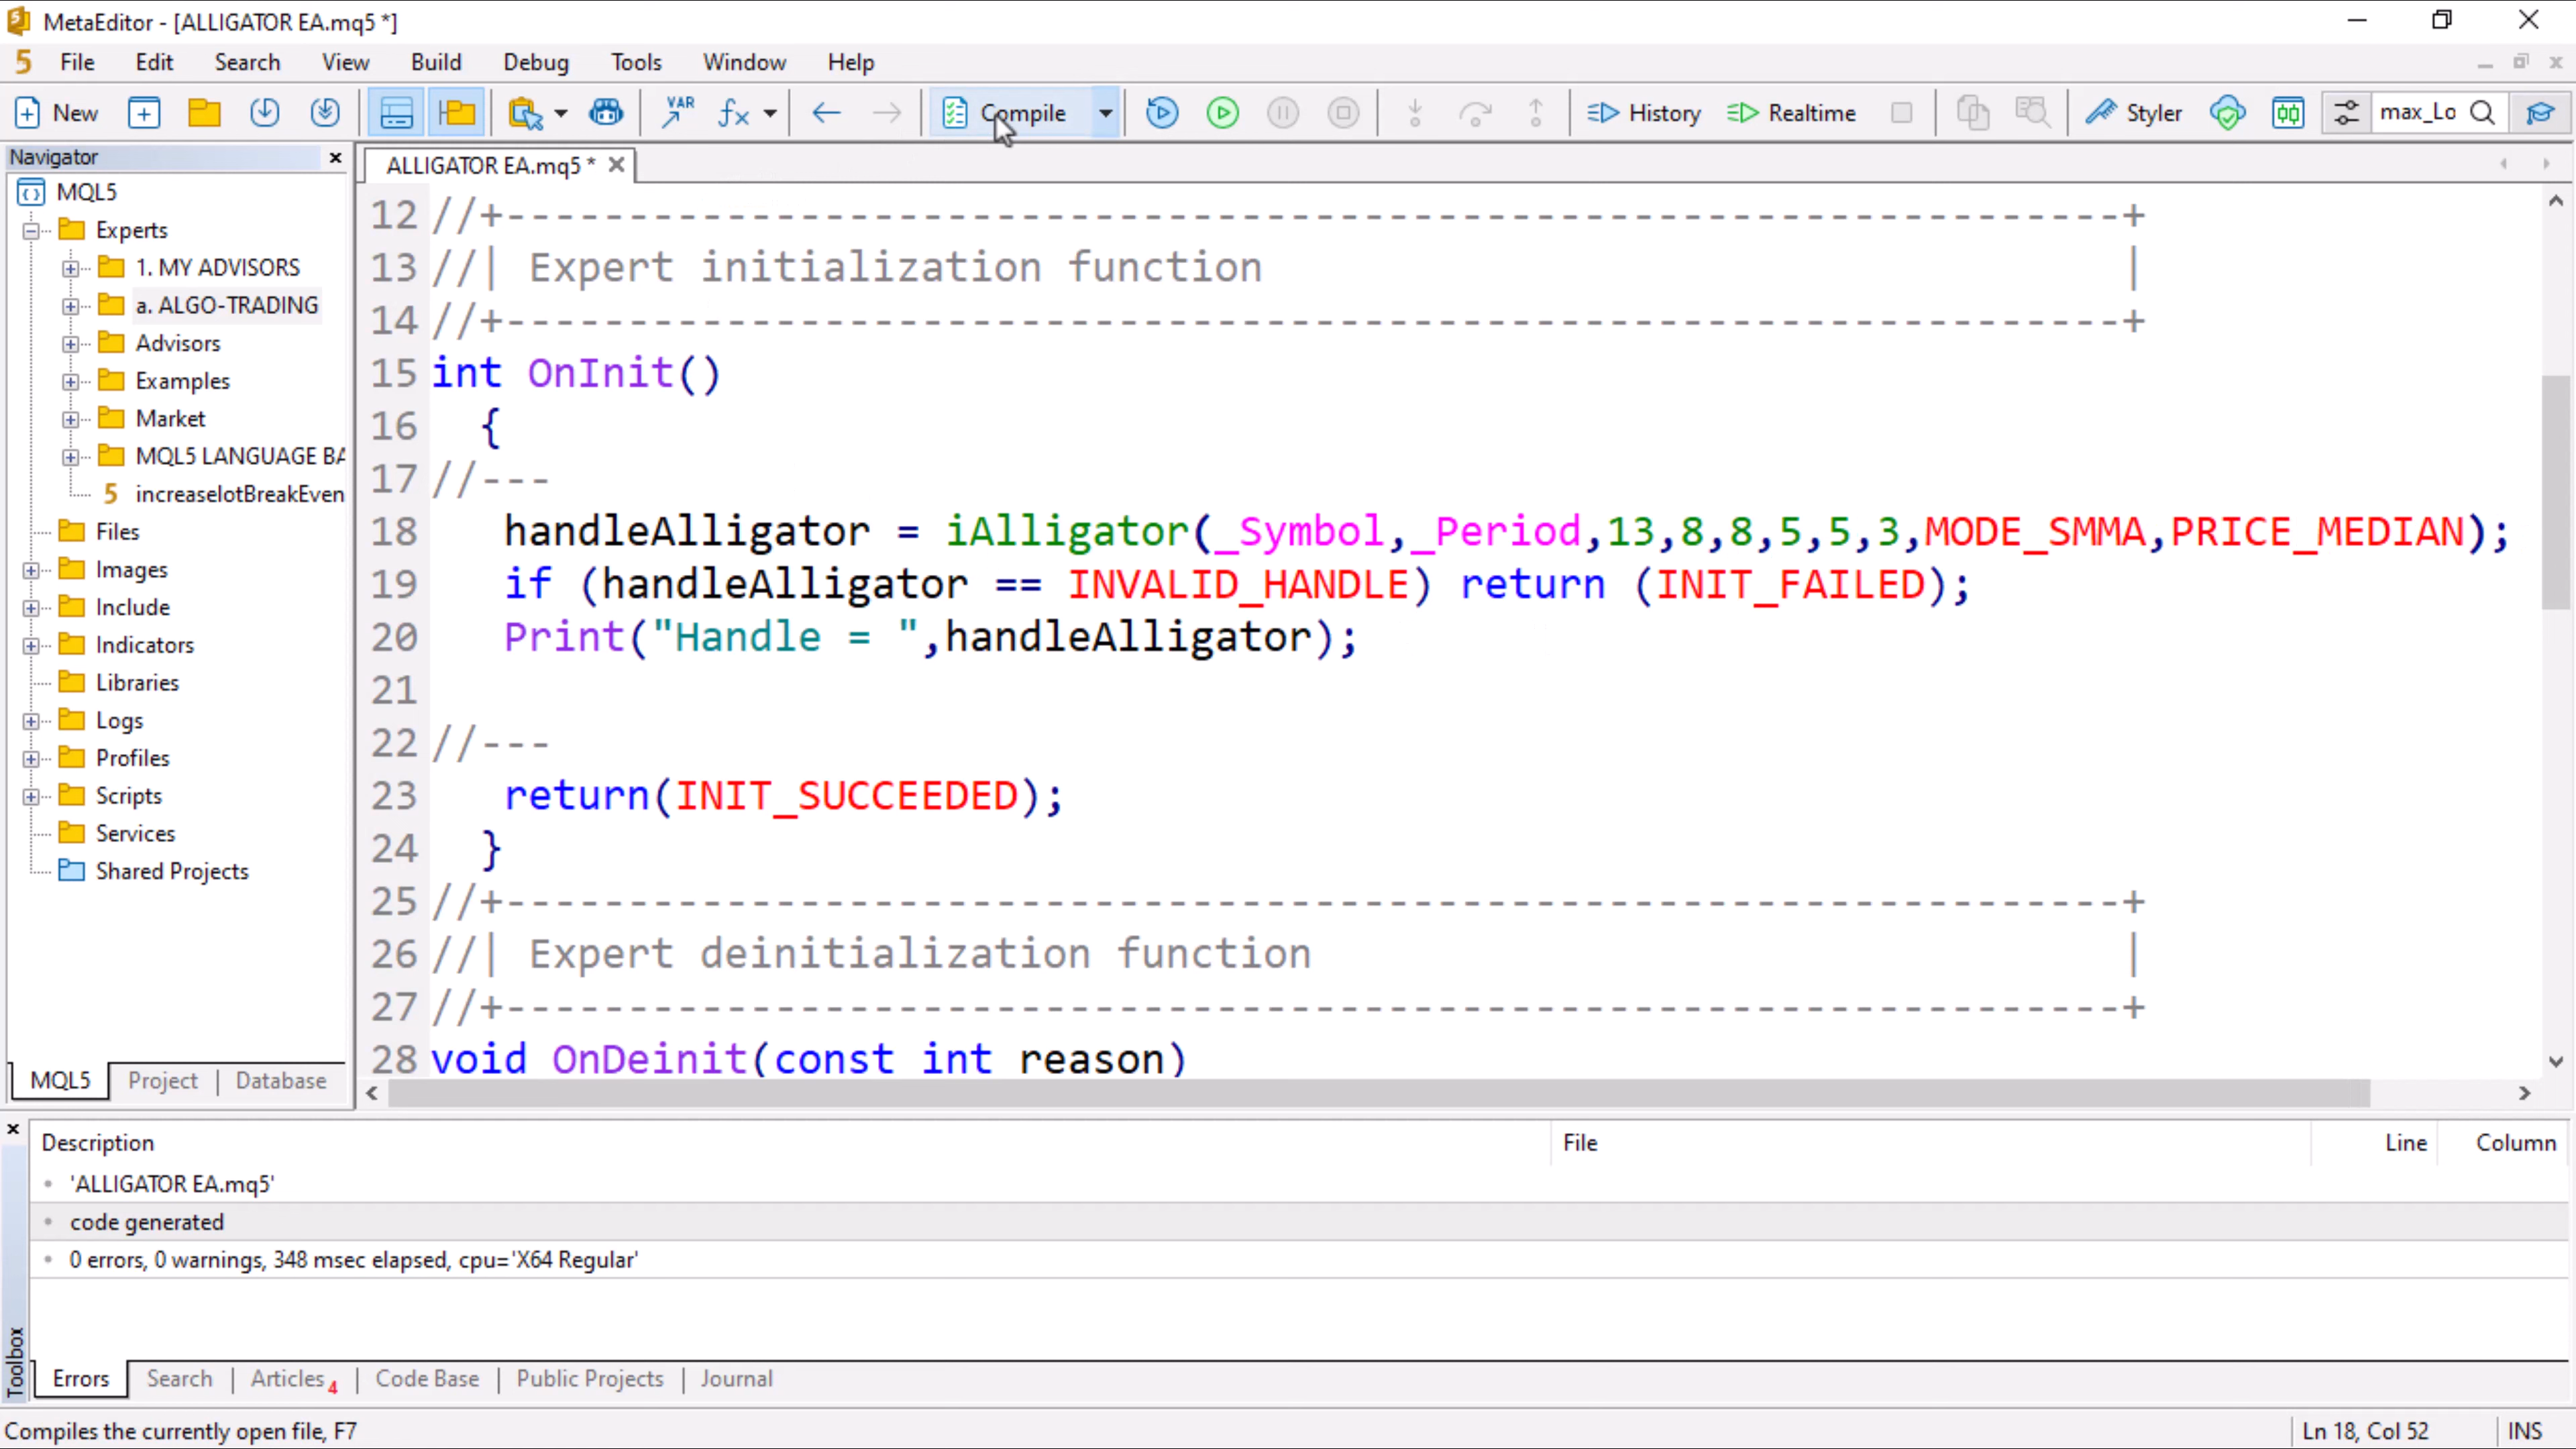 MetaEditor - [ALLIGATOR EA.mq5 *]
5 File Edit Search View Build Debug Tools Window Help
New VAR fx Compile History Realtime Styler max_Lo
Navigator
ALLIGATOR EA.mq5 *
MQL5
Experts
1. MY ADVISORS
a. ALGO-TRADING
Advisors
Examples
Market
MQL5 LANGUAGE BA
5 increaselotBreakEven
Files
Images
Include
Indicators
Libraries
Logs
Profiles
Scripts
Services
Shared Projects
MQL5 Project Database
12 //+------------------------------------------------------------------+
13 //| Expert initialization function |
14 //+------------------------------------------------------------------+
15 int OnInit()
16 {
17 //---
18 handleAlligator = iAlligator(_Symbol,_Period,13,8,8,5,5,3,MODE_SMMA,PRICE_MEDIAN);
19 if (handleAlligator == INVALID_HANDLE) return (INIT_FAILED);
20 Print("Handle = ",handleAlligator);
21
22 //---
23 return(INIT_SUCCEEDED);
24 }
25 //+------------------------------------------------------------------+
26 //| Expert deinitialization function |
27 //+------------------------------------------------------------------+
28 void OnDeinit(const int reason)
Description File Line Column
'ALLIGATOR EA.mq5'
code generated
0 errors, 0 warnings, 348 msec elapsed, cpu='X64 Regular'
Toolbox
Errors Search Articles 4 Code Base Public Projects Journal
Compiles the currently open file, F7 Ln 18, Col 52 INS